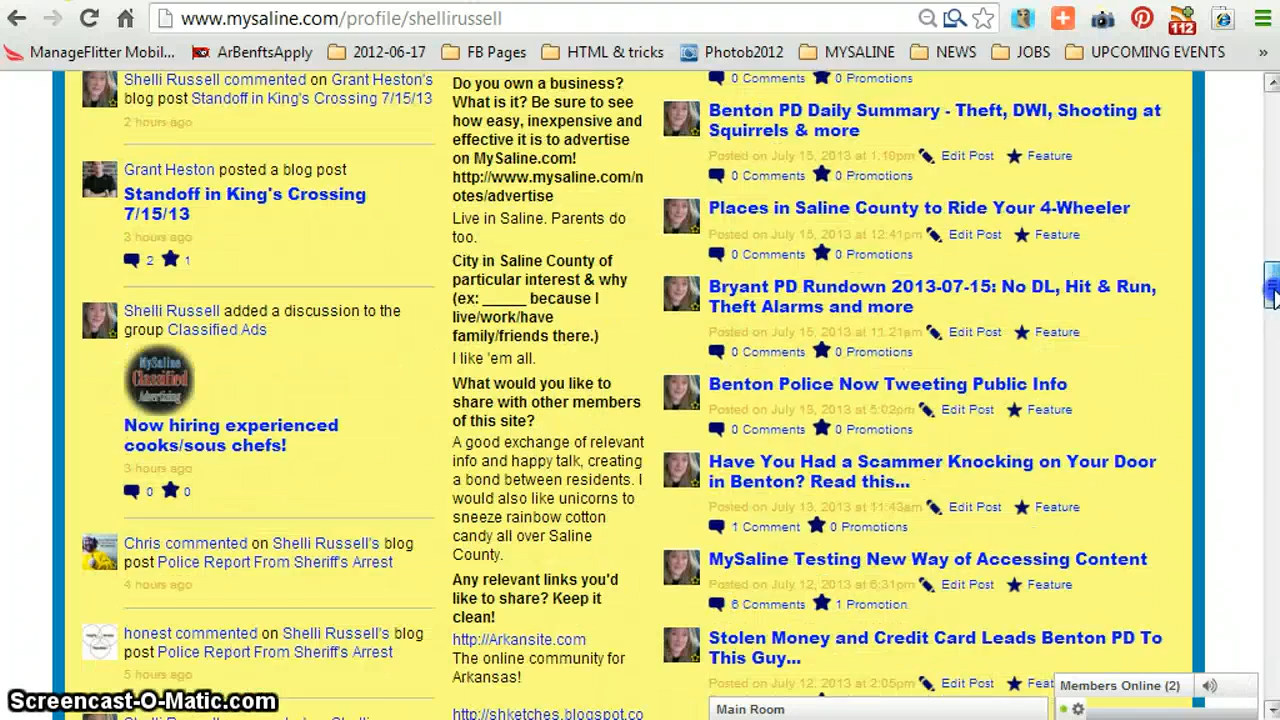 www.mysaline.com/profile/shellirussell
112
ManageFlitter Mobil...
ArBenftsApply
2012-06-17
FB Pages
HTML & tricks
Photob2012
MYSALINE
NEWS
JOBS
UPCOMING EVENTS
»
Shelli Russell commented on Grant Heston's
blog post Standoff in King's Crossing 7/15/13
2 hours ago
Grant Heston posted a blog post
Standoff in King's Crossing
7/15/13
3 hours ago
2 1
Shelli Russell added a discussion to the
group Classified Ads
MySaline
Classified
Advertising
Now hiring experienced
cooks/sous chefs!
3 hours ago
0 0
Chris commented on Shelli Russell's blog
post Police Report From Sheriff's Arrest
4 hours ago
honest commented on Shelli Russell's blog
post Police Report From Sheriff's Arrest
5 hours ago
Do you own a business?
What is it? Be sure to see
how easy, inexpensive and
effective it is to advertise
on MySaline.com!
http://www.mysaline.com/n
otes/advertise
Live in Saline. Parents do
too.
City in Saline County of
particular interest & why
(ex: _____ because I
live/work/have
family/friends there.)
I like 'em all.
What would you like to
share with other members
of this site?
A good exchange of relevant
info and happy talk, creating
a bond between residents. I
would also like unicorns to
sneeze rainbow cotton
candy all over Saline
County.
Any relevant links you'd
like to share? Keep it
clean!
http://Arkansite.com
The online community for
Arkansas!
http://shketches.blogspot.co
0 Comments 0 Promotions
Benton PD Daily Summary - Theft, DWI, Shooting at
Squirrels & more
Posted on July 15, 2013 at 1:10pm Edit Post Feature
0 Comments 0 Promotions
Places in Saline County to Ride Your 4-Wheeler
Posted on July 15, 2013 at 12:41pm Edit Post Feature
0 Comments 0 Promotions
Bryant PD Rundown 2013-07-15: No DL, Hit & Run,
Theft Alarms and more
Posted on July 15, 2013 at 11:21am Edit Post Feature
0 Comments 0 Promotions
Benton Police Now Tweeting Public Info
Posted on July 13, 2013 at 5:02pm Edit Post Feature
0 Comments 0 Promotions
Have You Had a Scammer Knocking on Your Door
in Benton? Read this...
Posted on July 13, 2013 at 11:43am Edit Post Feature
1 Comment 0 Promotions
MySaline Testing New Way of Accessing Content
Posted on July 12, 2013 at 6:31pm Edit Post Feature
6 Comments 1 Promotion
Stolen Money and Credit Card Leads Benton PD To
This Guy...
Posted on July 12, 2013 at 2:05pm Edit Post Feat
Members Online (2)
Main Room
Screencast-O-Matic.com